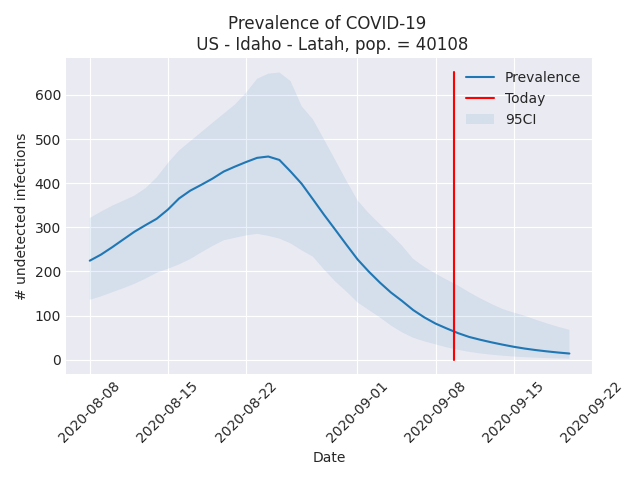 Prevalence of COVID-19
US - Idaho - Latah, pop. = 40108
Prevalence
Today
95CI
# undetected infections
600
500
400
300
200
100
0
2020-08-08
2020-08-15
2020-08-22
2020-09-01
2020-09-08
2020-09-15
2020-09-22
Date